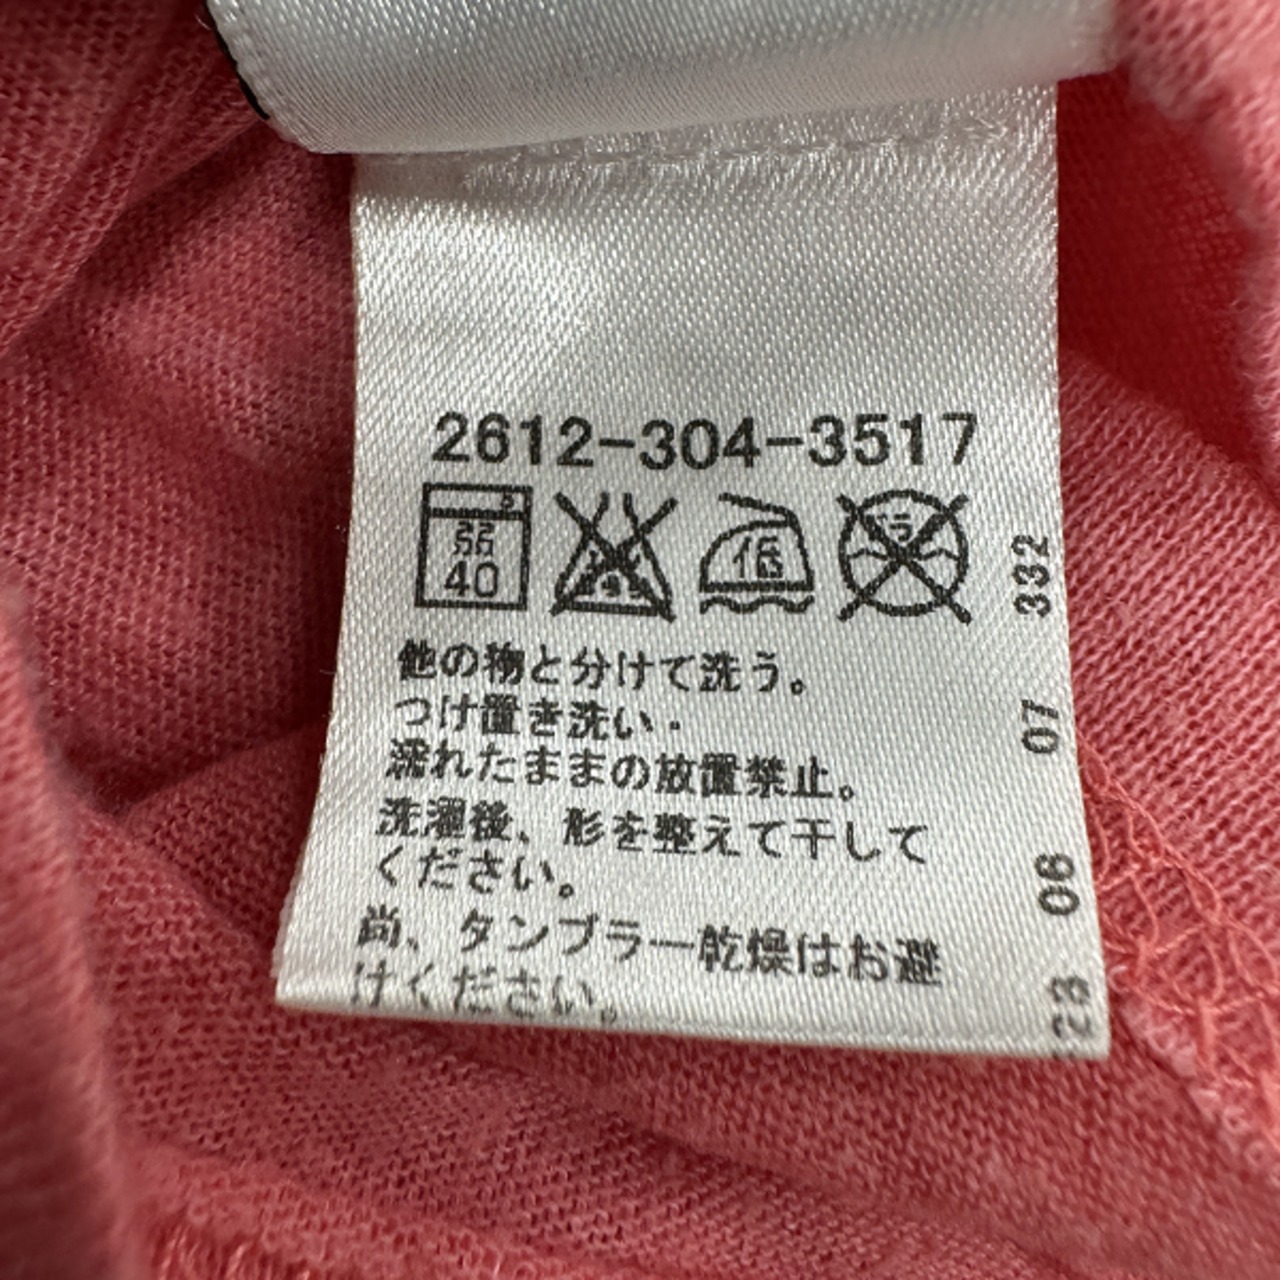 2612-304-3517
弱
40
低
他の物と分けて洗う。
つけ置き洗い・
濡れたままの放置禁止。
洗濯後、形を整えて干して
ください。
尚、タンブラー乾燥はお避
けください。
23 06 07 332